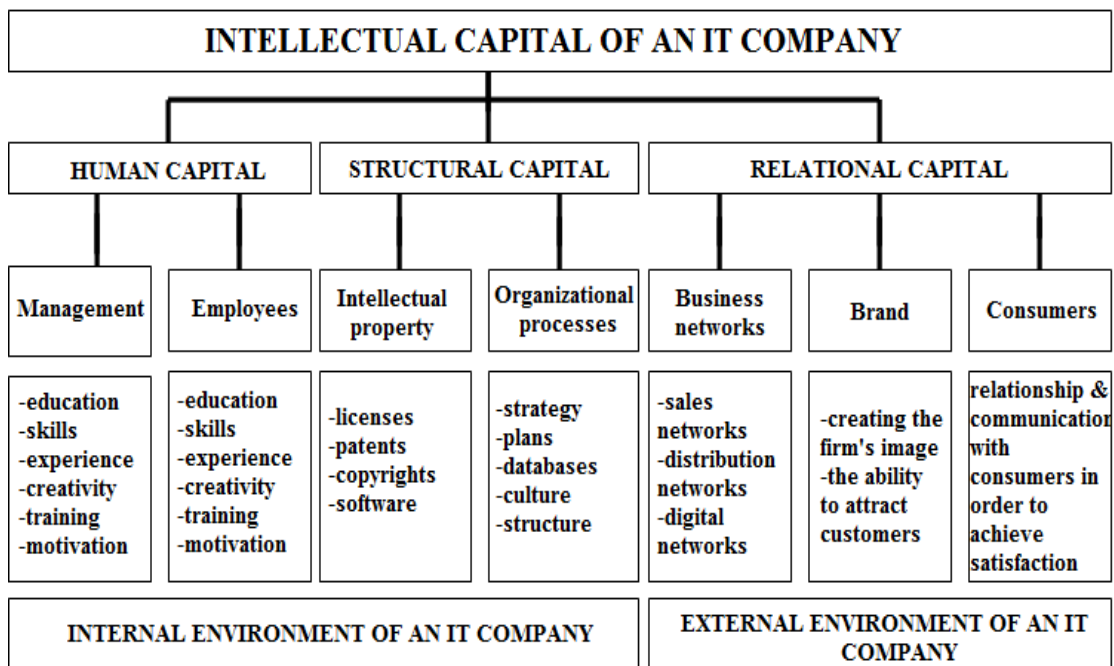 INTELLECTUAL CAPITAL OF AN IT COMPANY
HUMAN CAPITAL
STRUCTURAL CAPITAL
RELATIONAL CAPITAL
Management
Employees
Intellectual
property
Organizational
processes
Business
networks
Brand
Consumers
-education
-skills
-experience
-creativity
-training
-motivation
-education
-skills
-experience
-creativity
-training
-motivation
-licenses
-patents
-copyrights
-software
-strategy
-plans
-databases
-culture
-structure
-sales
networks
-distribution
networks
-digital
networks
-creating the
firm's image
-the ability
to attract
customers
relationship &
communication
with
consumers in
order to
achieve
satisfaction
INTERNAL ENVIRONMENT OF AN IT COMPANY
EXTERNAL ENVIRONMENT OF AN IT
COMPANY